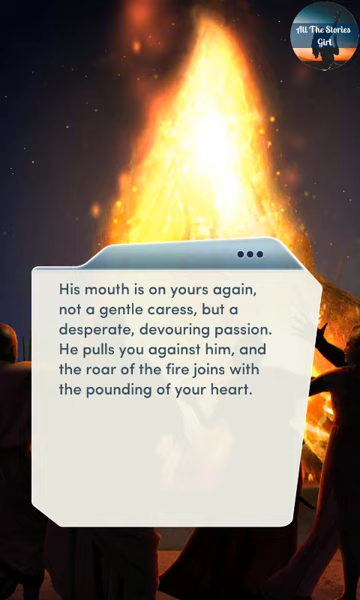 All The Stories
Girl
His mouth is on yours again,
not a gentle caress, but a
desperate, devouring passion.
He pulls you against him, and
the roar of the fire joins with
the pounding of your heart.